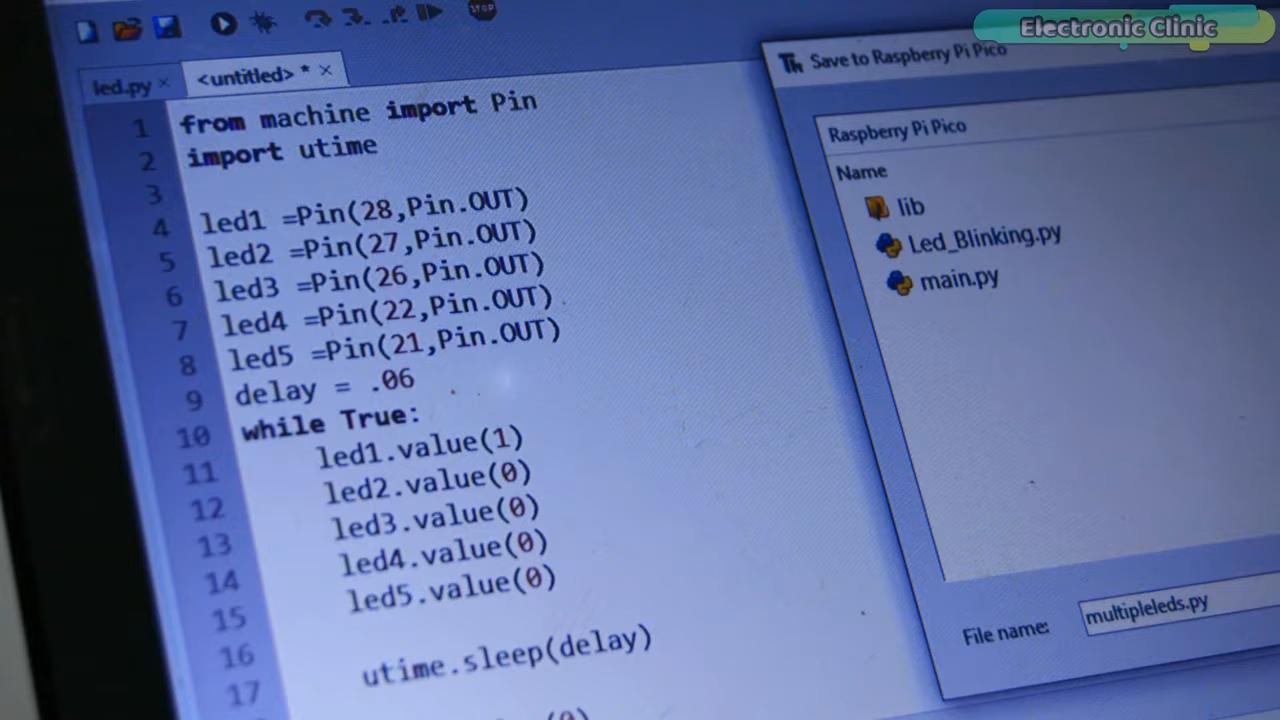 Electronic Clinic
led.py ×
<untitled> * ×
1 from machine import Pin
2 import utime
3
4 led1 =Pin(28,Pin.OUT)
5 led2 =Pin(27,Pin.OUT)
6 led3 =Pin(26,Pin.OUT)
7 led4 =Pin(22,Pin.OUT)
8 led5 =Pin(21,Pin.OUT)
9 delay = .06
10 while True:
11 led1.value(1)
12 led2.value(0)
13 led3.value(0)
14 led4.value(0)
15 led5.value(0)
16
17 utime.sleep(delay)
(0)
STOP
Th Save to Raspberry Pi Pico
Raspberry Pi Pico
Name
lib
Led_Blinking.py
main.py
File name: multipleleds.py